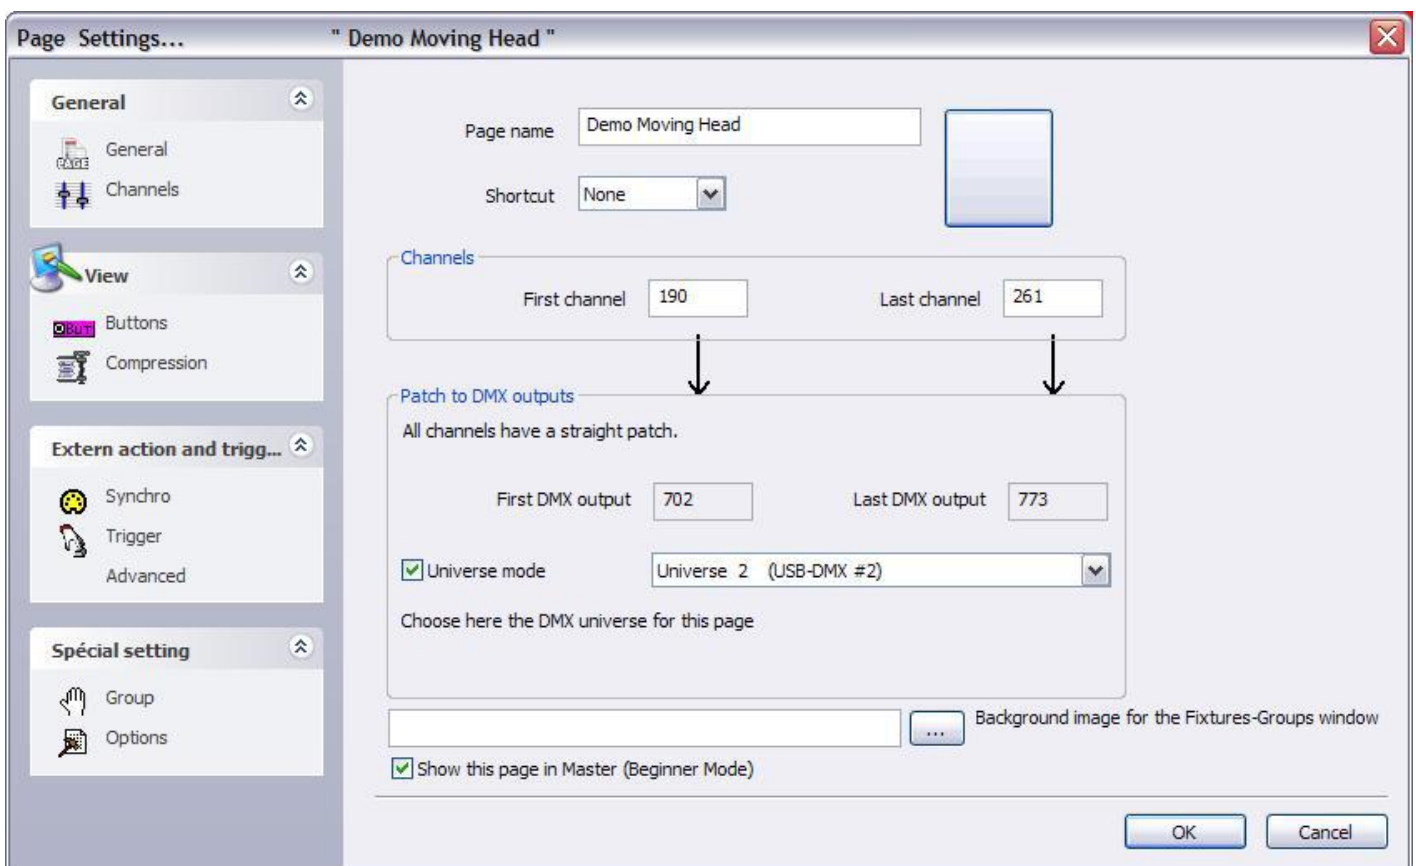 Page Settings... " Demo Moving Head "
General
General
Channels
View
Buttons
Compression
Extern action and trigg...
Synchro
Trigger
Advanced
Spécial setting
Group
Options
Page name Demo Moving Head
Shortcut None
Channels
First channel 190 Last channel 261
Patch to DMX outputs
All channels have a straight patch.
First DMX output 702 Last DMX output 773
Universe mode Universe 2 (USB-DMX #2)
Choose here the DMX universe for this page
... Background image for the Fixtures-Groups window
Show this page in Master (Beginner Mode)
OK Cancel